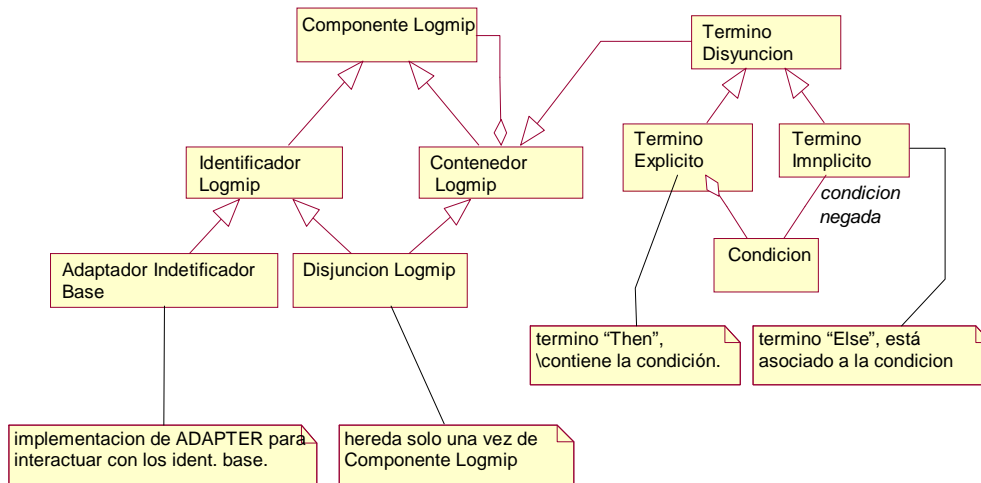 Componente Logmip
Termino
Disyuncion
Identificador
Logmip
Contenedor
Logmip
Termino
Explicito
Termino
Imnplicito
condicion
negada
Adaptador Indetificador
Base
Disjuncion Logmip
Condicion
termino “Then”,
\contiene la condición.
termino “Else”, está
asociado a la condicion
implementacion de ADAPTER para
interactuar con los ident. base.
hereda solo una vez de
Componente Logmip